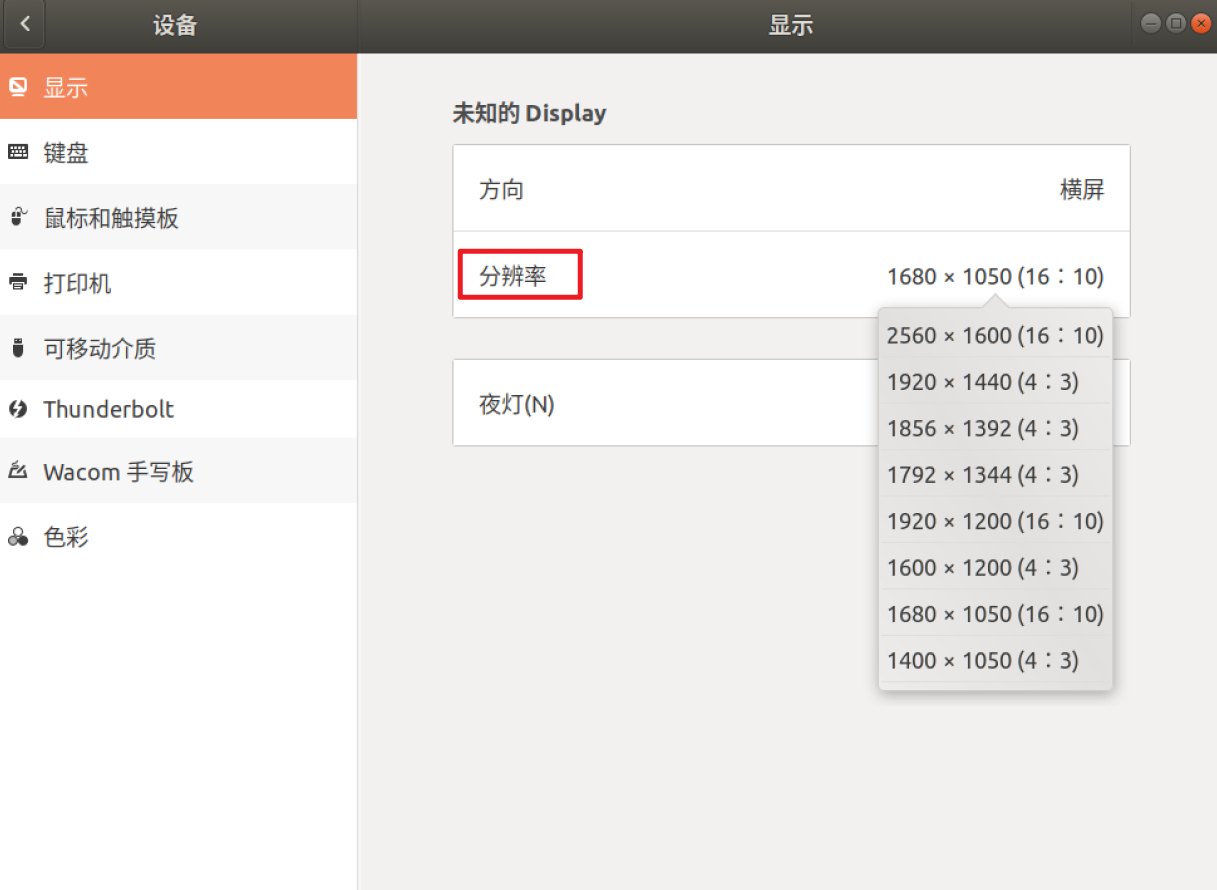 设备
显示
显示
键盘
鼠标和触摸板
打印机
可移动介质
Thunderbolt
Wacom 手写板
色彩
未知的 Display
方向 横屏
分辨率 1680 × 1050 (16∶10)
2560 × 1600 (16∶10)
1920 × 1440 (4∶3)
1856 × 1392 (4∶3)
1792 × 1344 (4∶3)
1920 × 1200 (16∶10)
1600 × 1200 (4∶3)
1680 × 1050 (16∶10)
1400 × 1050 (4∶3)
夜灯(N)